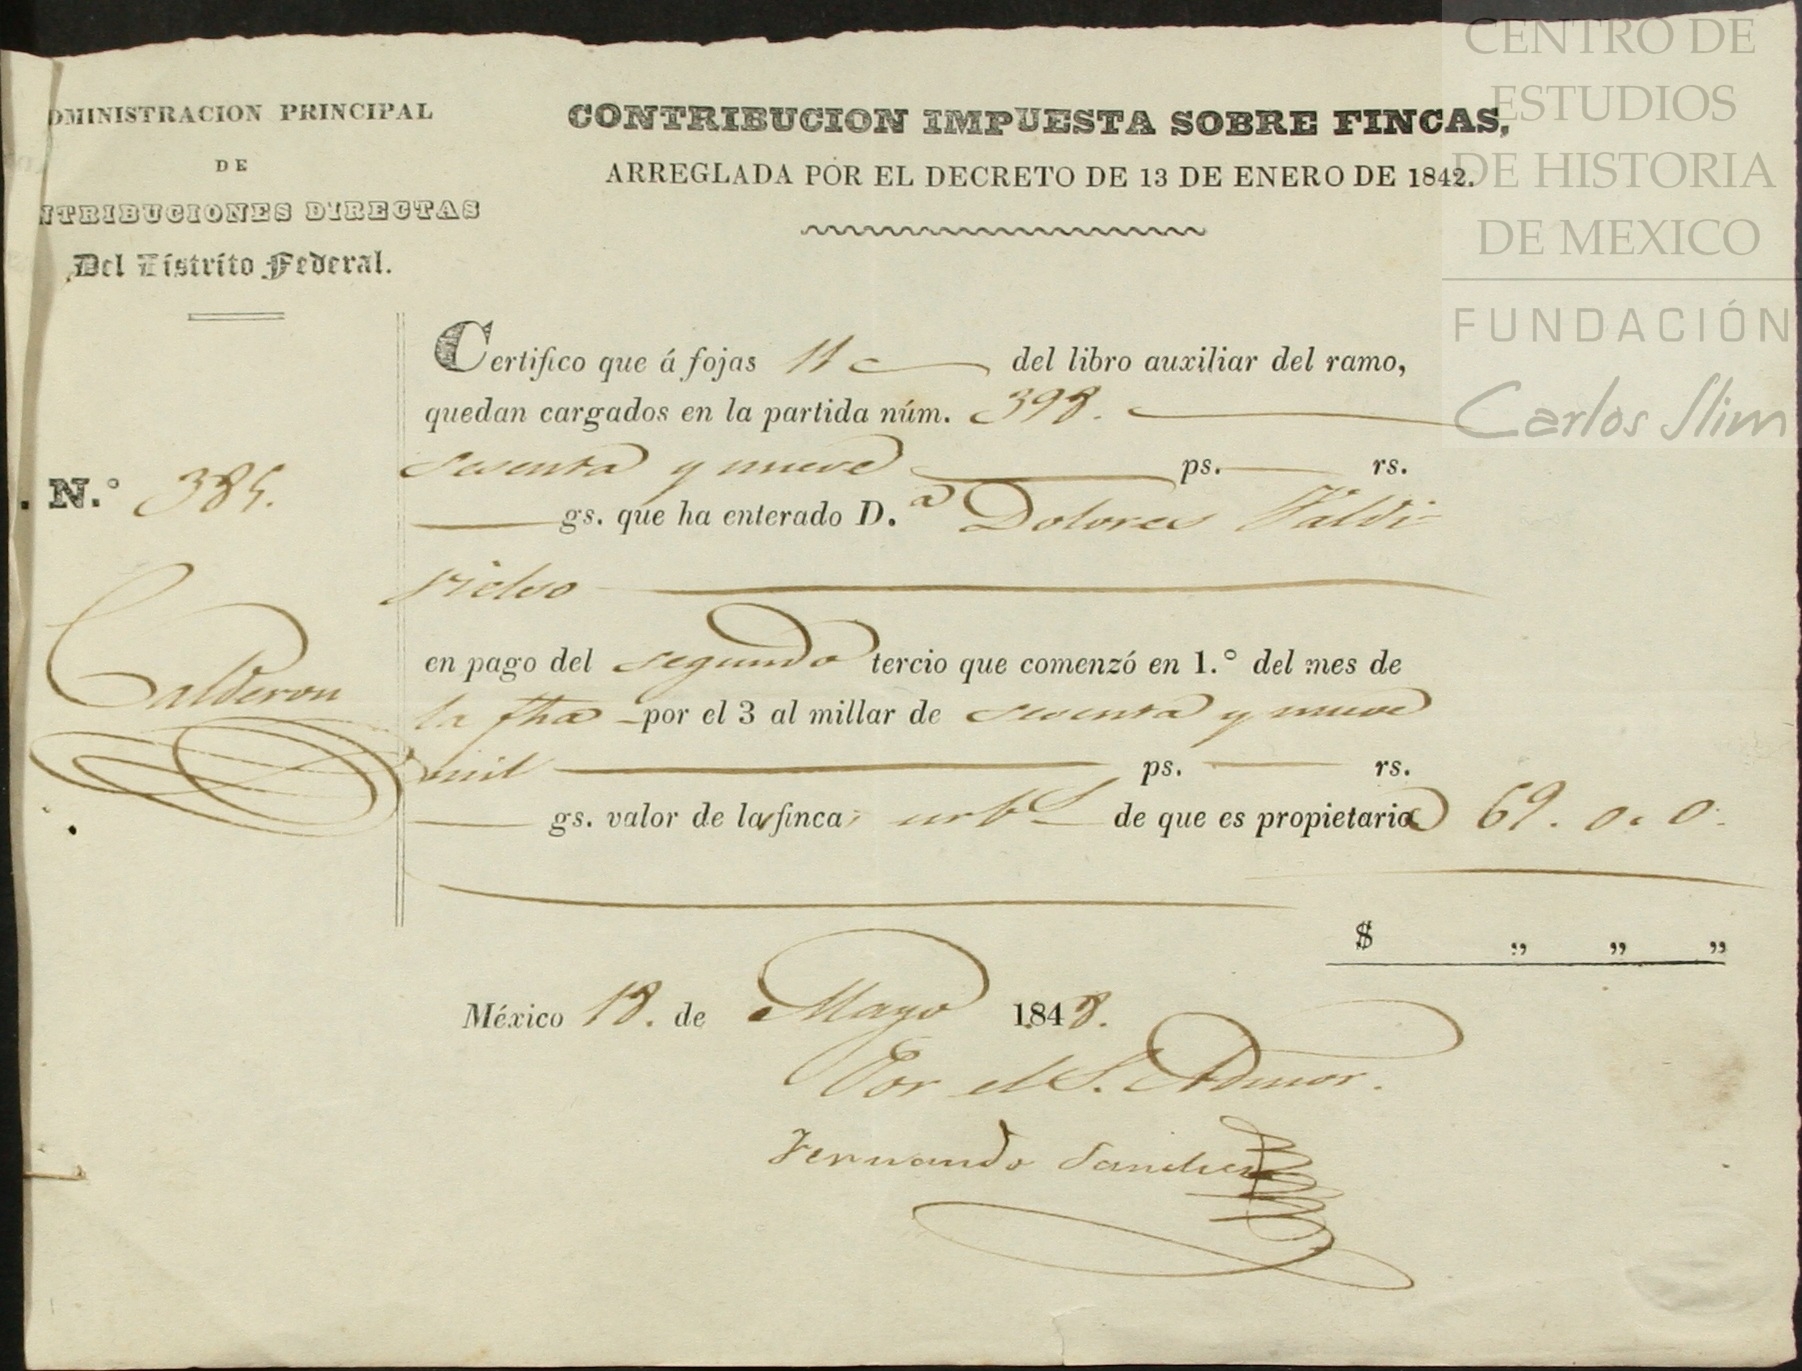 DMINISTRACION PRINCIPAL
DE
NTRIBUCIONES DIRECTAS
Del Distrito Federal.
CONTRIBUCION IMPUESTA SOBRE FINCAS,
ARREGLADA POR EL DECRETO DE 13 DE ENERO DE 1842.
Certifico que á fojas 11 del libro auxiliar del ramo,
quedan cargados en la partida núm. 398.
sesenta y nueve ps. rs.
. N.° 385.
gs. que ha enterado D.a Dolores Valdi-
vielso
Calderon
en pago del segundo tercio que comenzó en 1.° del mes de
la fha por el 3 al millar de sesenta y nueve
mil ps. rs.
gs. valor de las finca urbs de que es propietaria 69. 0. 0.
$ ,, ,, ,,
México 18. de Mayo 1848.
Por el S. Admor.
Fernando Sanchez
CENTRO DE
ESTUDIOS
DE HISTORIA
DE MEXICO
FUNDACIÓN
Carlos Slim